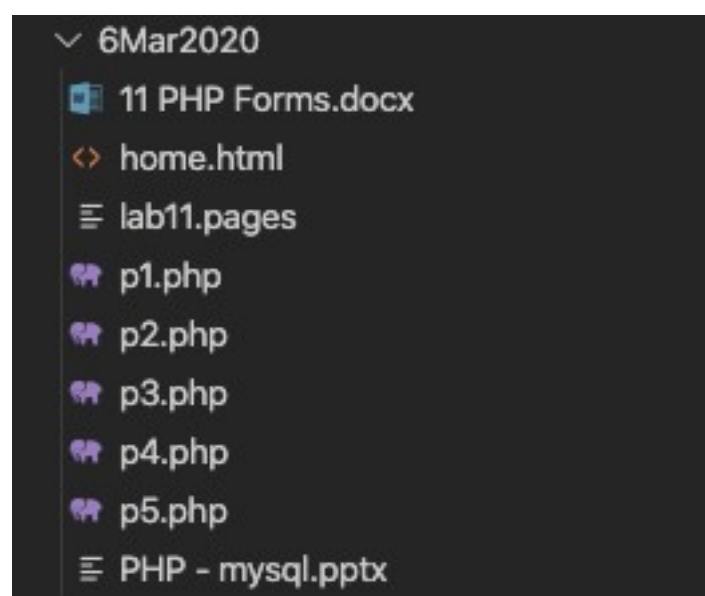 6Mar2020
11 PHP Forms.docx
home.html
lab11.pages
p1.php
p2.php
p3.php
p4.php
p5.php
PHP - mysql.pptx